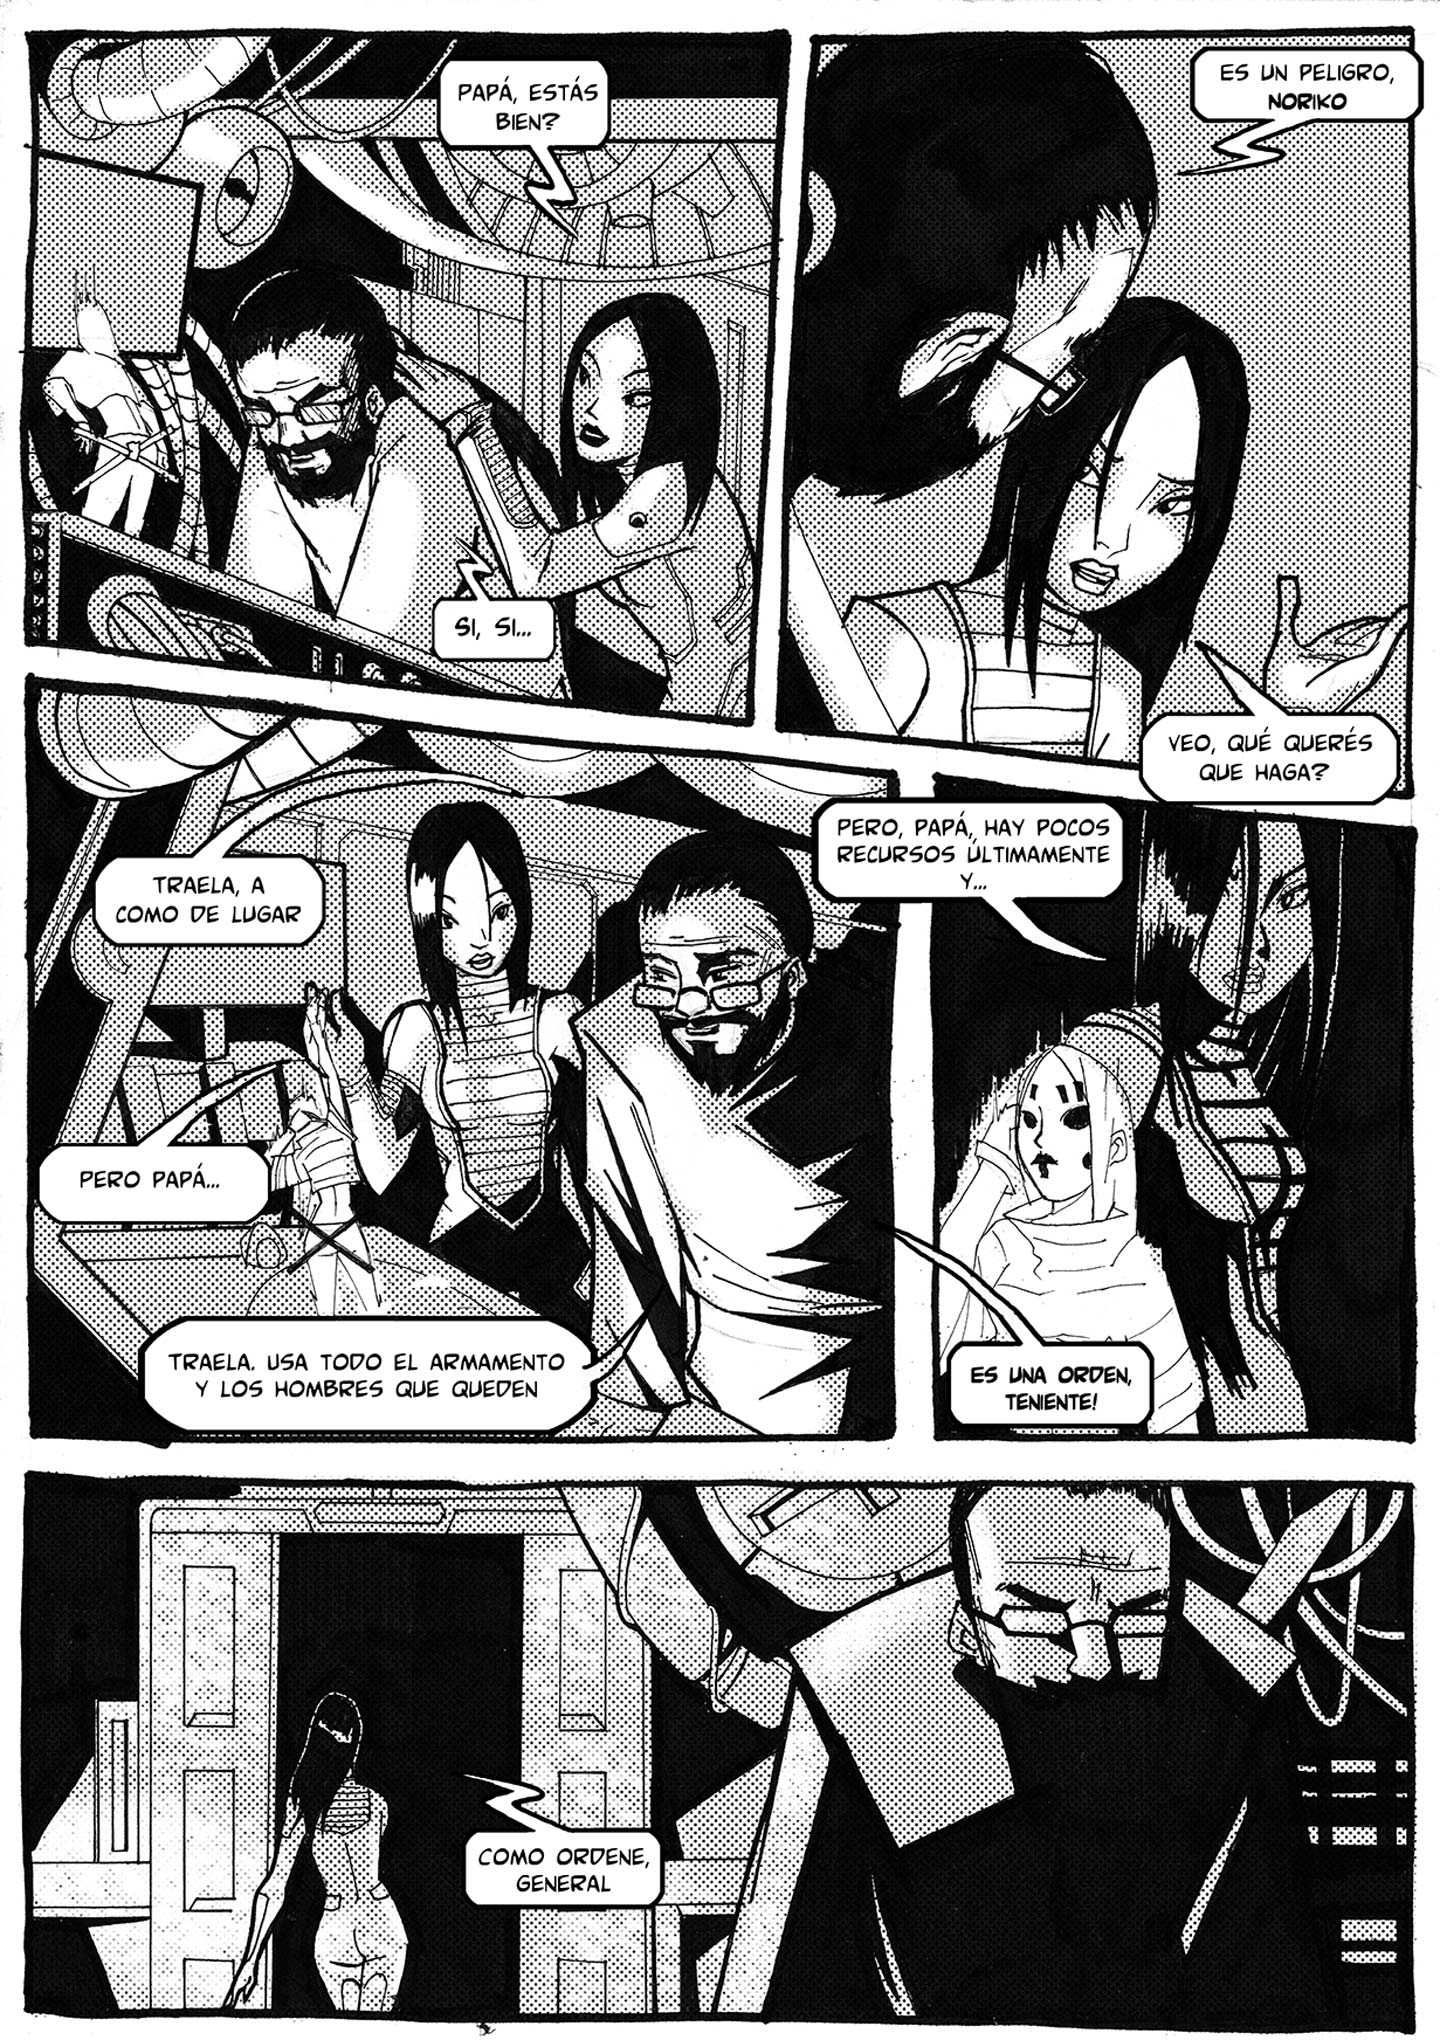 PAPÁ, ESTÁS
BIEN?
SI, SI...
ES UN PELIGRO,
NORIKO
VEO, QUÉ QUERÉS
QUE HAGA?
TRAELA, A
COMO DE LUGAR
PERO PAPÁ...
TRAELA. USA TODO EL ARMAMENTO
Y LOS HOMBRES QUE QUEDEN
PERO, PAPÁ, HAY POCOS
RECURSOS ÚLTIMAMENTE
Y...
ES UNA ORDEN,
TENIENTE!
COMO ORDENE,
GENERAL